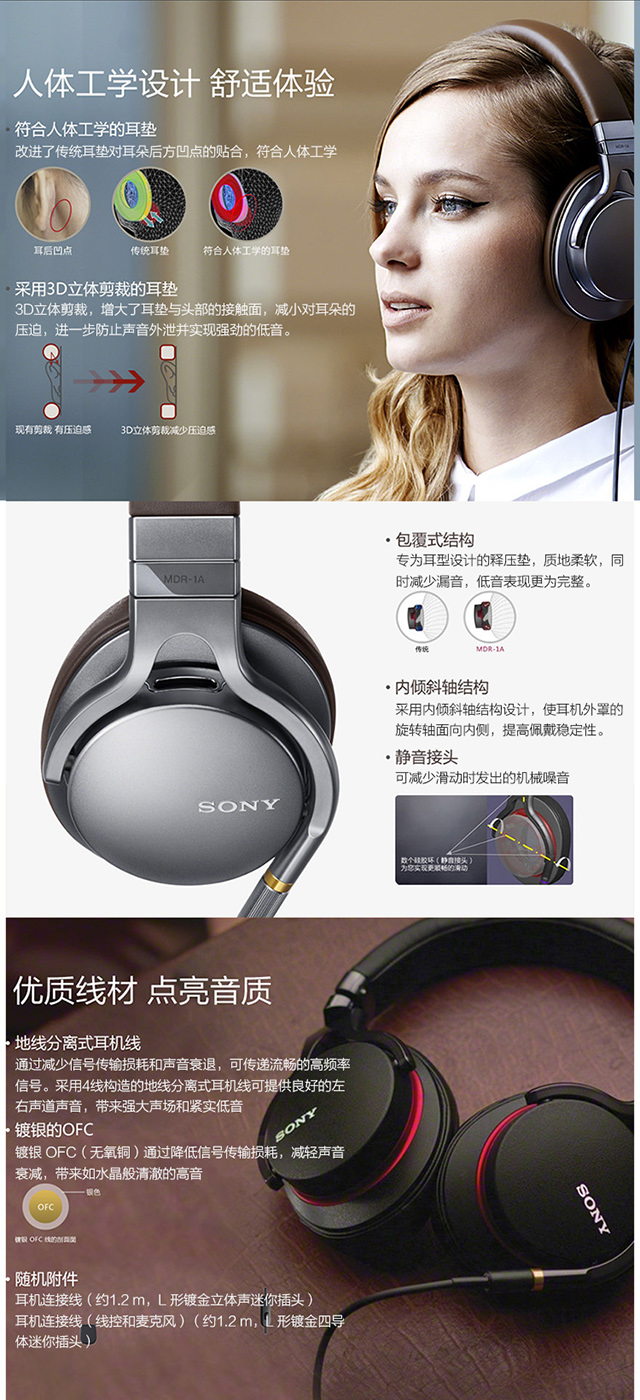 人体工学设计 舒适体验
MDR-1A
• 符合人体工学的耳垫
改进了传统耳垫对耳朵后方凹点的贴合，符合人体工学
耳后凹点
传统耳垫
符合人体工学的耳垫
• 采用3D立体剪裁的耳垫
3D立体剪裁，增大了耳垫与头部的接触面，减小对耳朵的
压迫，进一步防止声音外泄并实现强劲的低音。
现有剪裁 有压迫感
3D立体剪裁减少压迫感
MDR-1A
SONY
• 包覆式结构
专为耳型设计的释压垫，质地柔软，同
时减少漏音，低音表现更为完整。
传统
MDR-1A
• 内倾斜轴结构
采用内倾斜轴结构设计，使耳机外罩的
旋转轴面向内侧，提高佩戴稳定性。
• 静音接头
可减少滑动时发出的机械噪音
数个硅胶环（静音接头）
为您实现更顺畅的滑动
优质线材 点亮音质
• 地线分离式耳机线
通过减少信号传输损耗和声音衰退，可传递流畅的高频率
信号。采用4线构造的地线分离式耳机线可提供良好的左
右声道声音，带来强大声场和紧实低音
• 镀银的OFC
镀银 OFC（无氧铜）通过降低信号传输损耗，减轻声音
衰减，带来如水晶般清澈的高音
银色
OFC
镀银 OFC 线的剖面图
• 随机附件
耳机连接线（约1.2 m，L 形镀金立体声迷你插头）
耳机连接线（线控和麦克风）（约1.2 m，L 形镀金四导
体迷你插头）
SONY
SONY